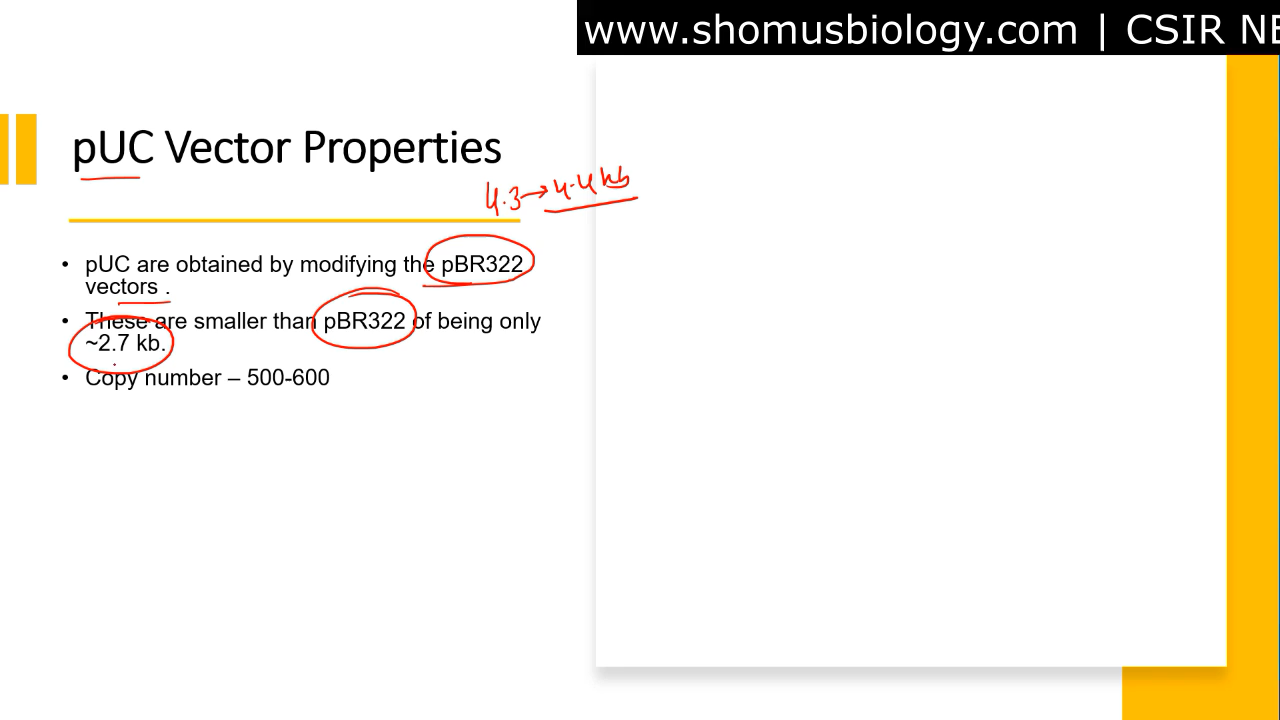 www.shomusbiology.com | CSIR NE
pUC Vector Properties
4.3→4.4 kb
• pUC are obtained by modifying the pBR322
vectors .
• These are smaller than pBR322 of being only
~2.7 kb.
• Copy number – 500-600